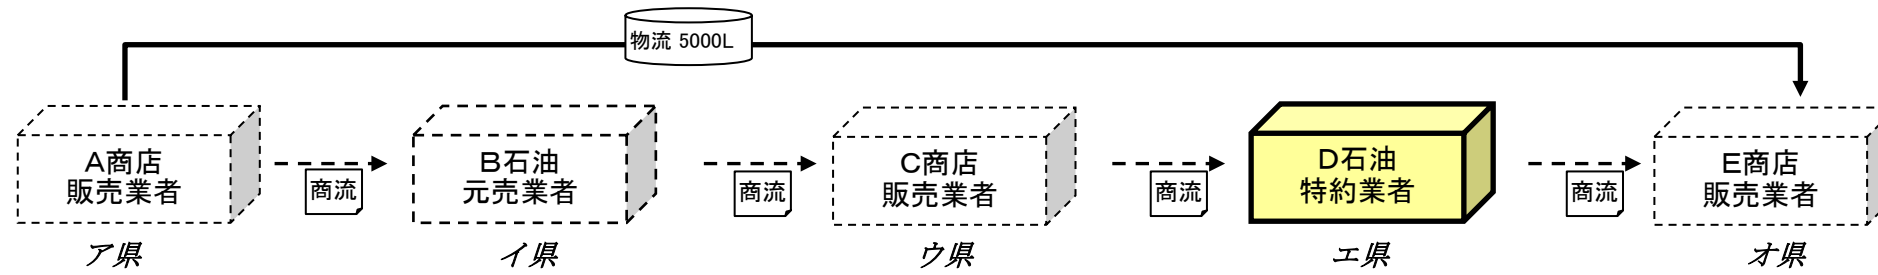 物流 5000L
A商店
販売業者
商流
B石油
元売業者
商流
C商店
販売業者
商流
D石油
特約業者
商流
E商店
販売業者
ア県
イ県
ウ県
エ県
オ県